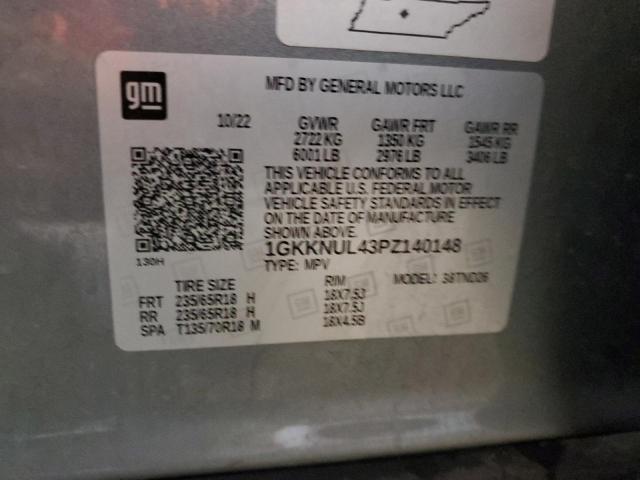 gm
MFD BY GENERAL MOTORS LLC
10/22 GVWR GAWR FRT GAWR RR
2722 KG 1350 KG 1545 KG
6001 LB 2976 LB 3406 LB
THIS VEHICLE CONFORMS TO ALL
APPLICABLE U.S. FEDERAL MOTOR
VEHICLE SAFETY STANDARDS IN EFFECT
ON THE DATE OF MANUFACTURE
SHOWN ABOVE.
1GKKNUL43PZ140148
130H
TYPE: MPV MODEL: S8TND26
TIRE SIZE RIM
FRT 235/65R18 H 18X7.5J
RR 235/65R18 H 18X7.5J
SPA T135/70R18 M 18X4.5B